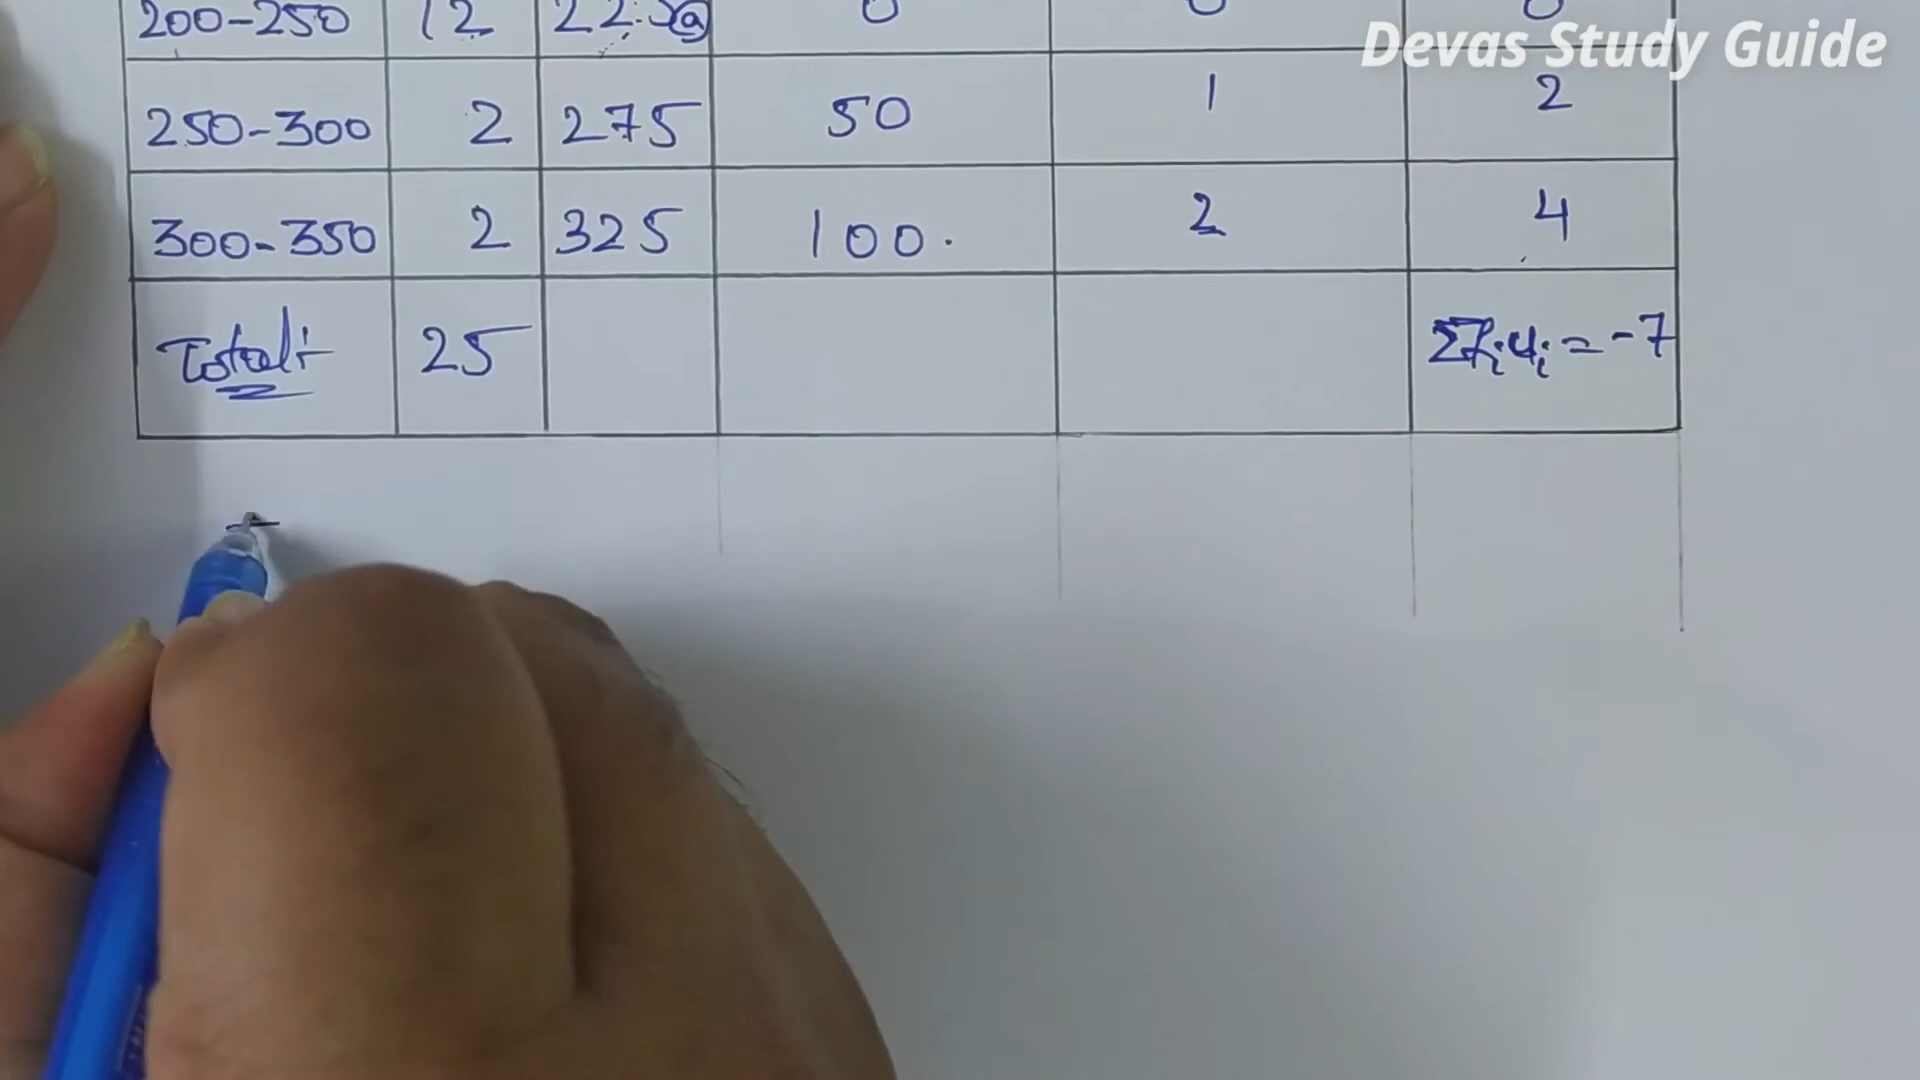 200-250 12 225 a 0 0 0
Devas Study Guide
250-300 2 275 50 1 2
300-350 2 325 100. 2 4
Total:- 25 Σfiui = -7